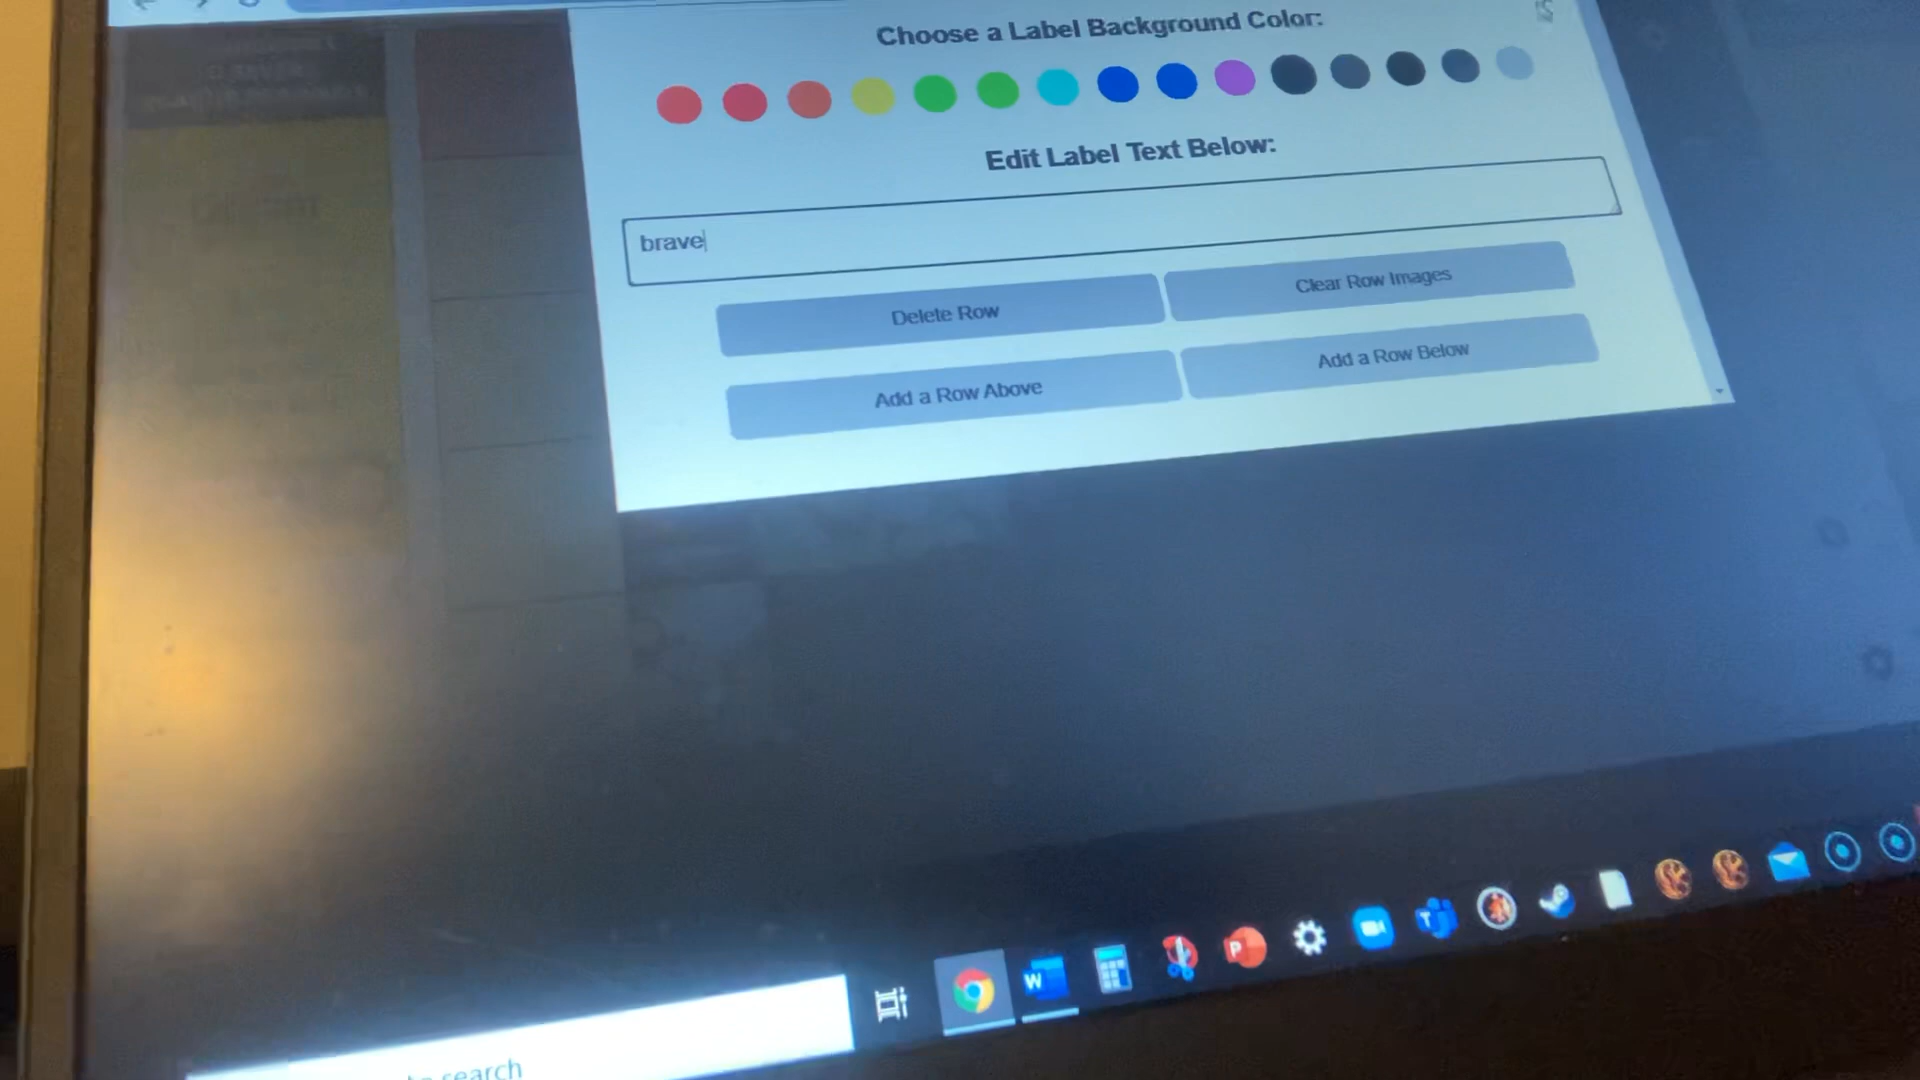 Choose a Label Background Color:
Edit Label Text Below:
brave
Delete Row
Clear Row Images
Add a Row Above
Add a Row Below
W
P
T
search